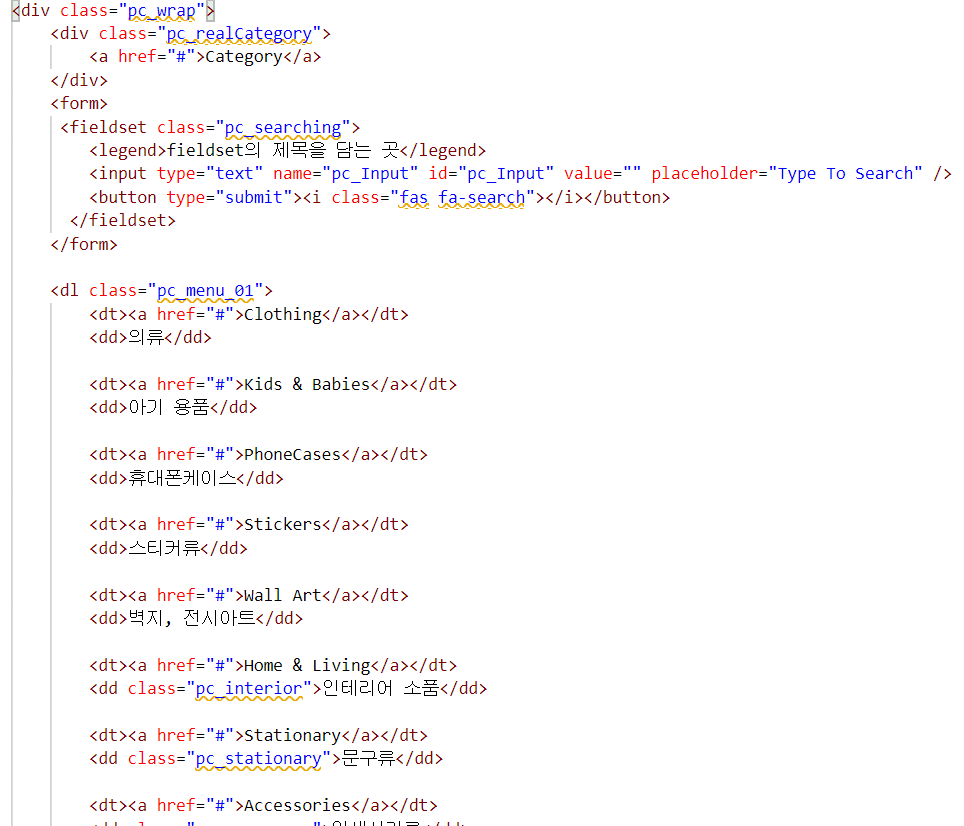 <div class="pc_wrap">
<div class="pc_realCategory">
<a href="#">Category</a>
</div>
<form>
<fieldset class="pc_searching">
<legend>fieldset의 제목을 담는 곳</legend>
<input type="text" name="pc_Input" id="pc_Input" value="" placeholder="Type To Search" />
<button type="submit"><i class="fas fa-search"></i></button>
</fieldset>
</form>
<dl class="pc_menu_01">
<dt><a href="#">Clothing</a></dt>
<dd>의류</dd>
<dt><a href="#">Kids & Babies</a></dt>
<dd>아기 용품</dd>
<dt><a href="#">PhoneCases</a></dt>
<dd>휴대폰케이스</dd>
<dt><a href="#">Stickers</a></dt>
<dd>스티커류</dd>
<dt><a href="#">Wall Art</a></dt>
<dd>벽지, 전시아트</dd>
<dt><a href="#">Home & Living</a></dt>
<dd class="pc_interior">인테리어 소품</dd>
<dt><a href="#">Stationary</a></dt>
<dd class="pc_stationary">문구류</dd>
<dt><a href="#">Accessories</a></dt>